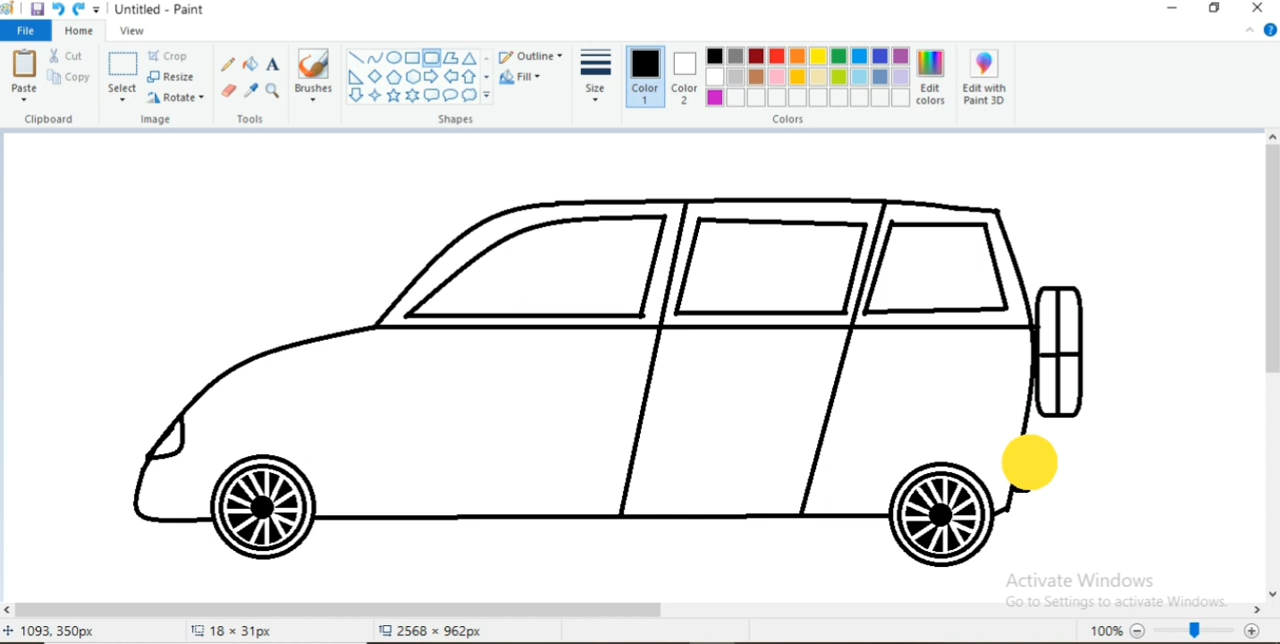 Untitled - Paint
File Home View
Paste
Cut
Copy
Clipboard
Select
Crop
Resize
Rotate
Image
Tools
Brushes
Outline
Fill
Shapes
Size
Color 1
Color 2
Edit colors
Colors
Edit with Paint 3D
Activate Windows
Go to Settings to activate Windows.
1093, 350px 18 × 31px 2568 × 962px 100%